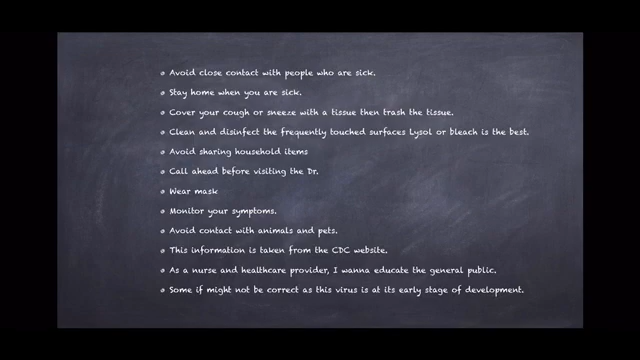 Avoid close contact with people who are sick.
Stay home when you are sick.
Cover your cough or sneeze with a tissue then trash the tissue.
Clean and disinfect the frequently touched surfaces Lysol or bleach is the best.
Avoid sharing household items
Call ahead before visiting the Dr.
Wear mask
Monitor your symptoms.
Avoid contact with animals and pets.
This information is taken from the CDC website.
As a nurse and healthcare provider, I wanna educate the general public.
Some if might not be correct as this virus is at its early stage of development.